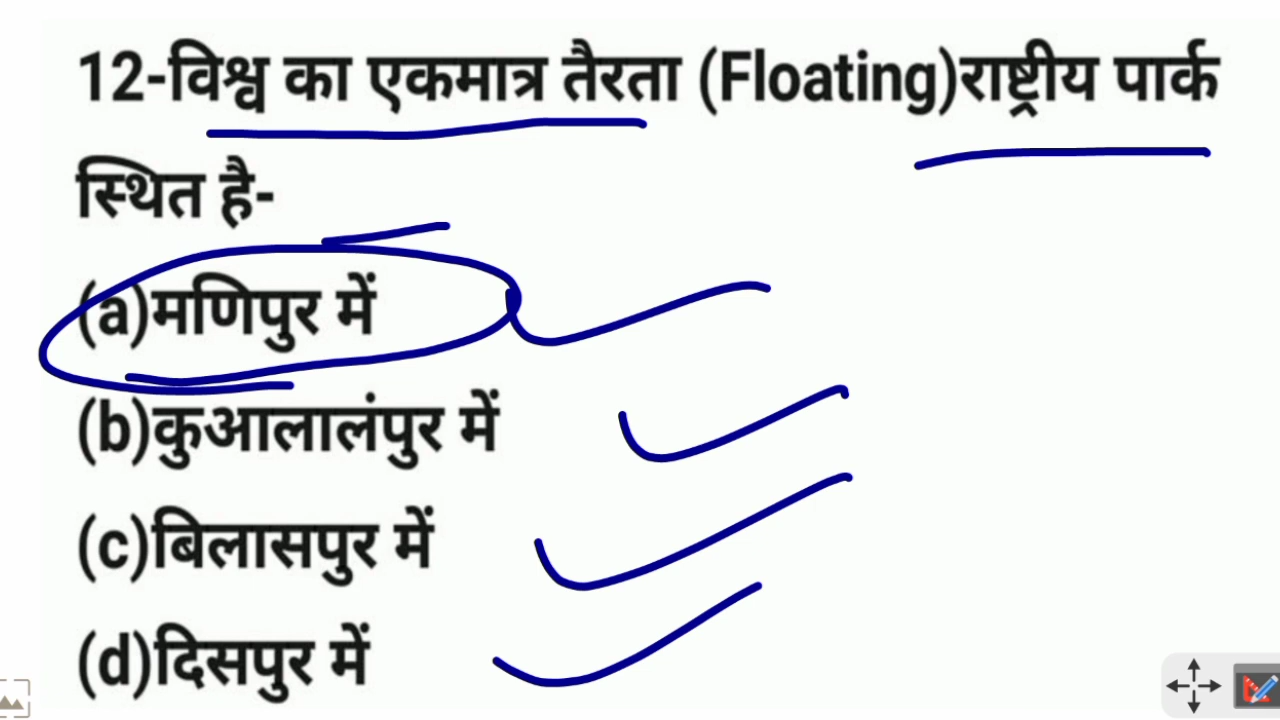 12-विश्व का एकमात्र तैरता (Floating)राष्ट्रीय पार्क
स्थित है-
(a)मणिपुर में
(b)कुआलालंपुर में
(c)बिलासपुर में
(d)दिसपुर में